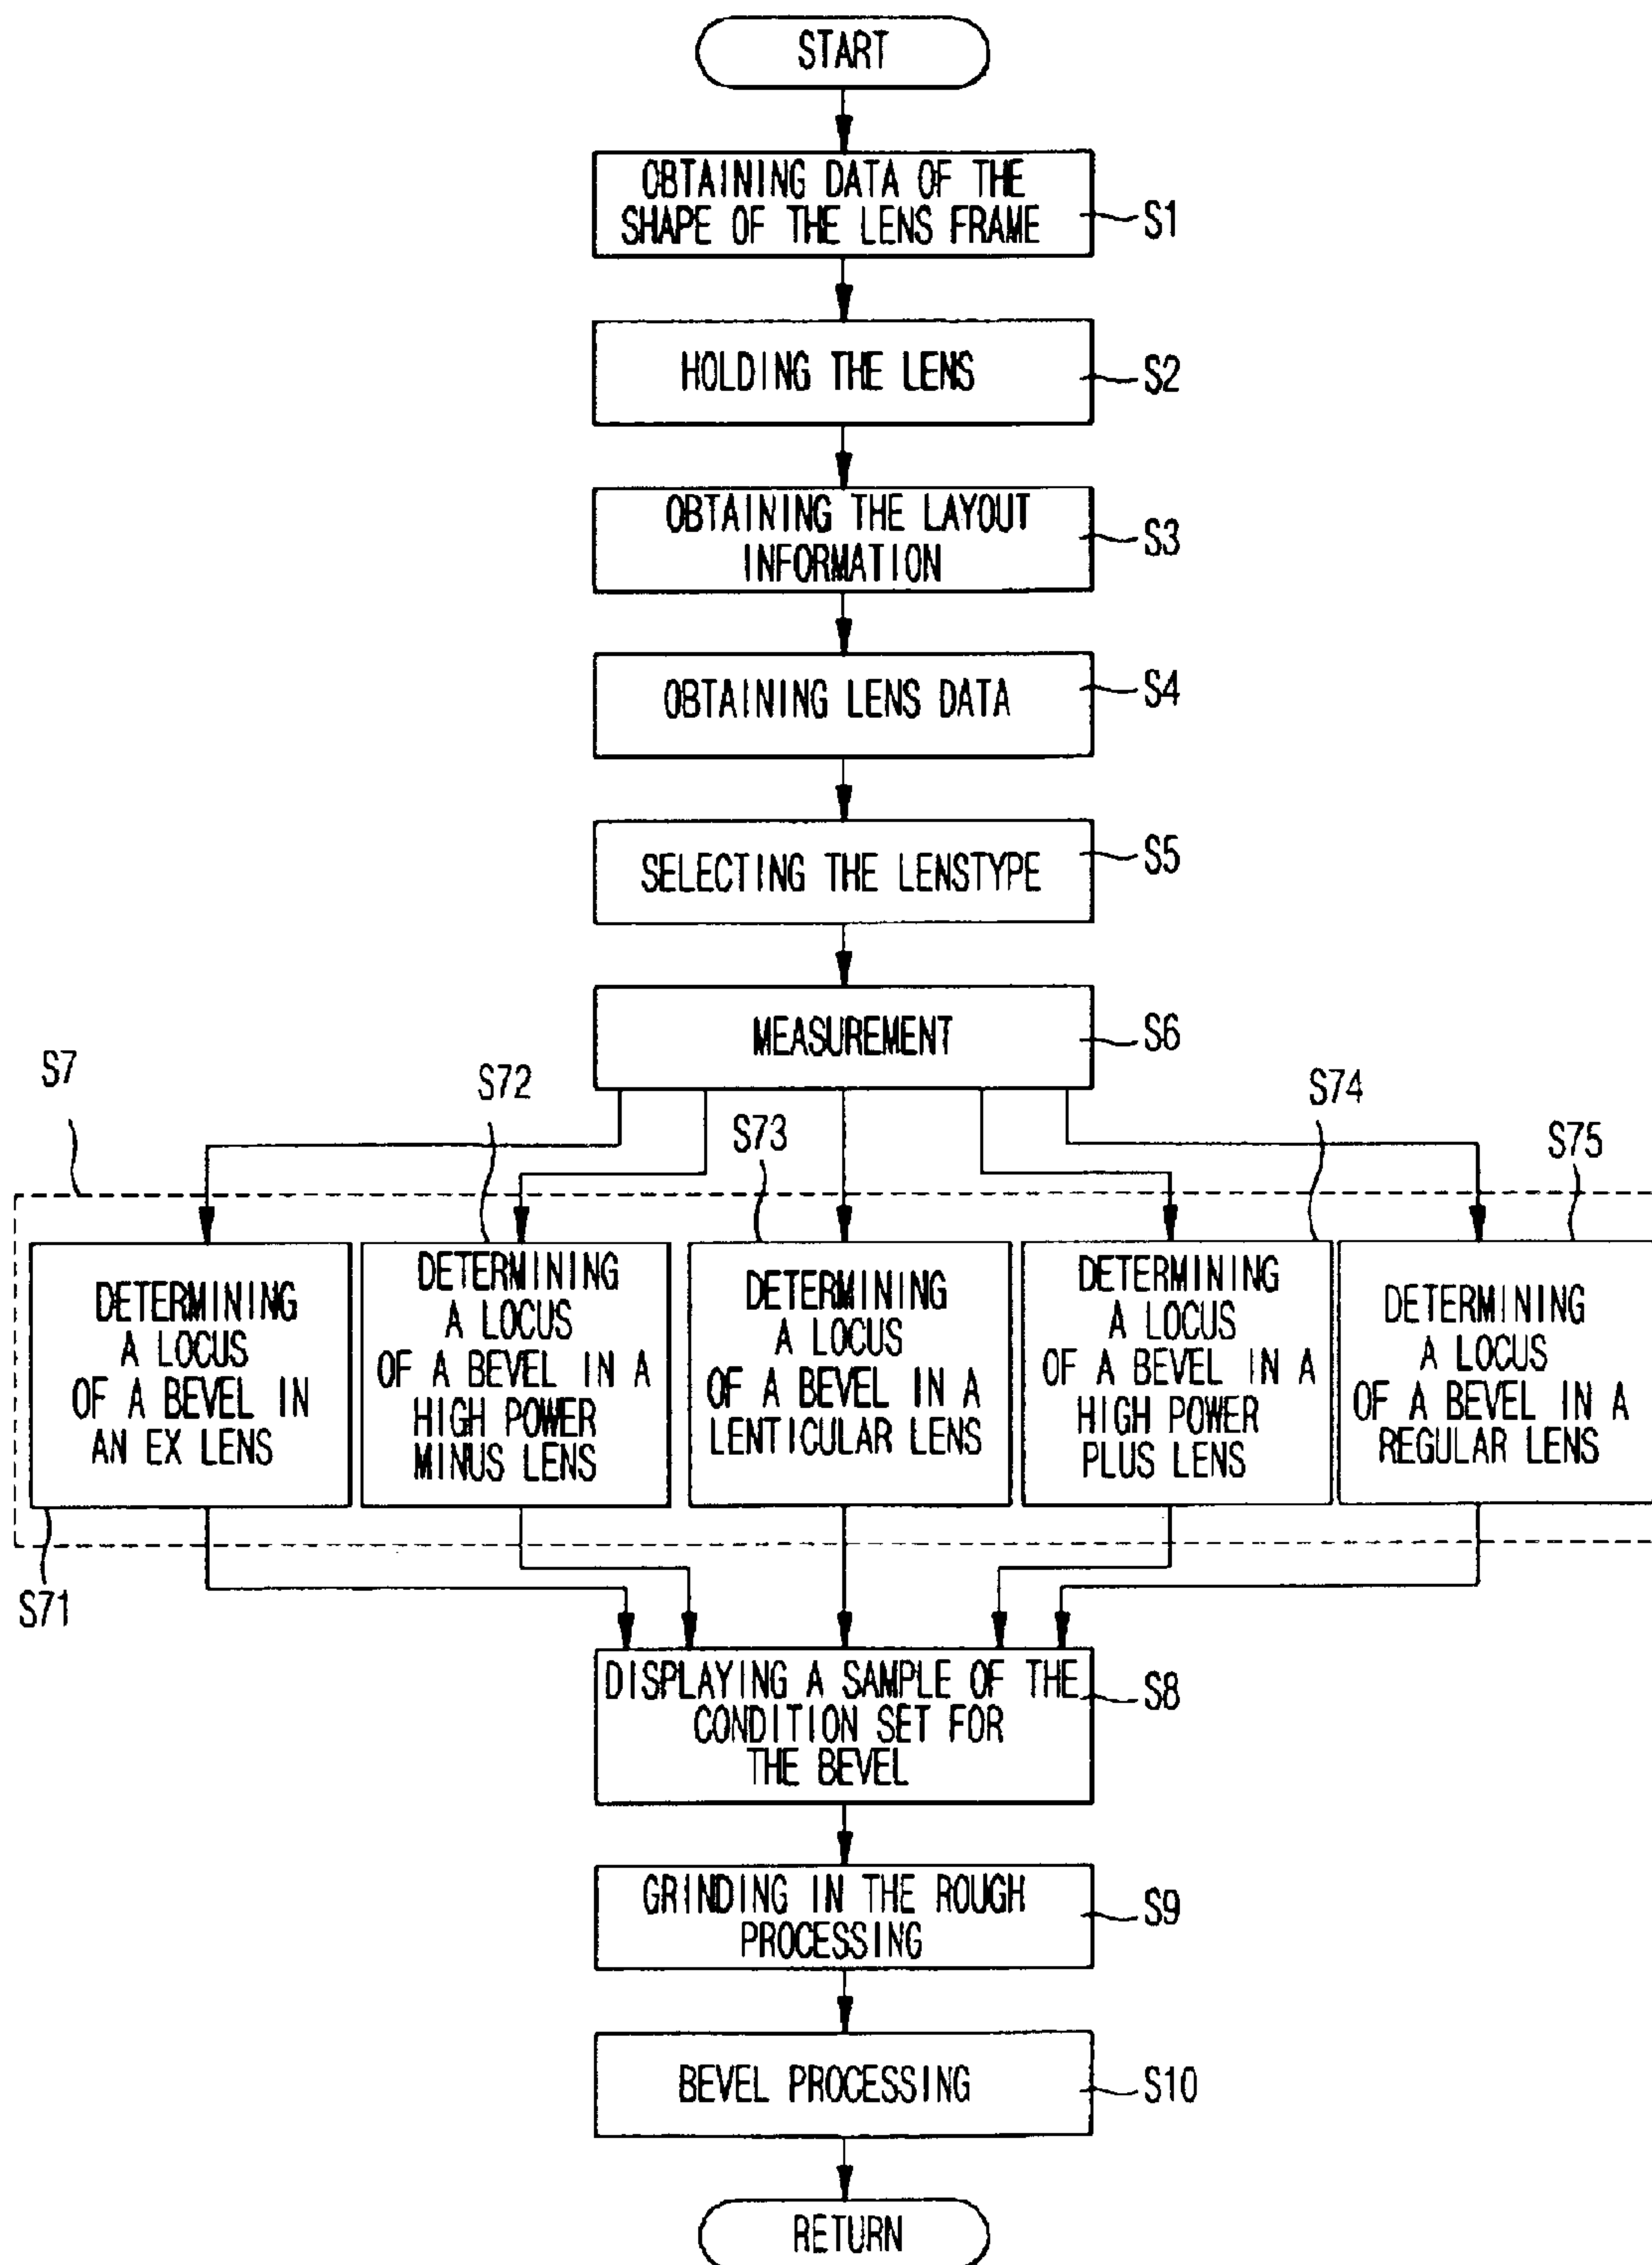 START
OBTAINING DATA OF THE
SHAPE OF THE LENS FRAME
S1
HOLDING THE LENS
S2
OBTAINING THE LAYOUT
INFORMATION
S3
OBTAINING LENS DATA
S4
SELECTING THE LENSTYPE
S5
MEASUREMENT
S6
S7
S72
S73
S74
S75
DETERMINING
A LOCUS
OF A BEVEL IN
AN EX LENS
DETERMINING
A LOCUS
OF A BEVEL IN A
HIGH POWER
MINUS LENS
DETERMINING
A LOCUS
OF A BEVEL IN A
LENTICULAR LENS
DETERMINING
A LOCUS
OF A BEVEL IN A
HIGH POWER
PLUS LENS
DETERMINING
A LOCUS
OF A BEVEL IN A
REGULAR LENS
S71
DISPLAYING A SAMPLE OF THE
CONDITION SET FOR
THE BEVEL
S8
GRINDING IN THE ROUGH
PROCESSING
S9
BEVEL PROCESSING
S10
RETURN